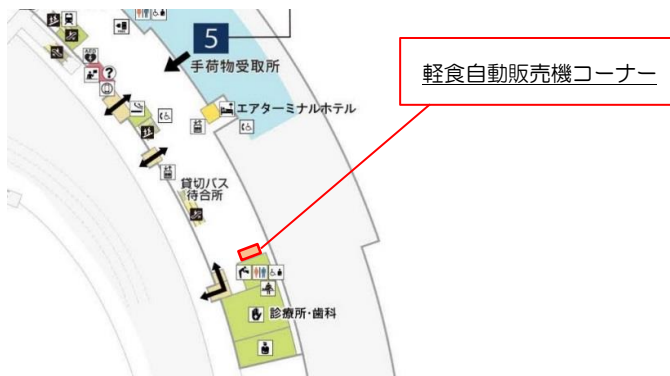 5
手荷物受取所
軽食自動販売機コーナー
AED
?
エアターミナルホテル
貸切バス
待合所
診療所・歯科